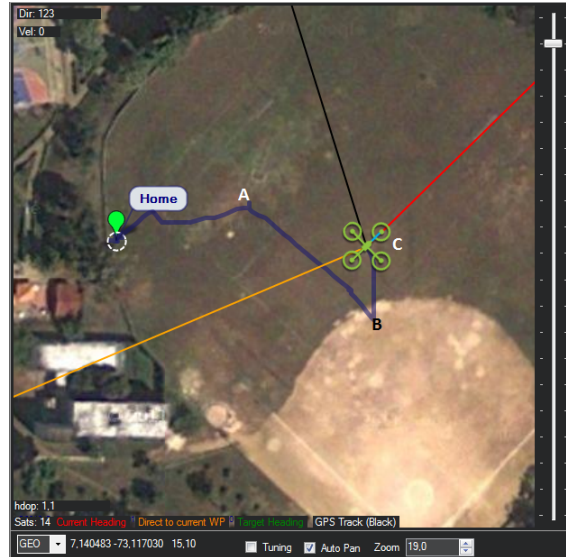 Dir: 123
Vel: 0
Home
A
C
B
hdop: 1,1
Sats: 14 Current Heading Direct to current WP Target Heading GPS Track (Black)
GEO 7,140483 -73,117030 15,10 Tuning Auto Pan Zoom 19,0